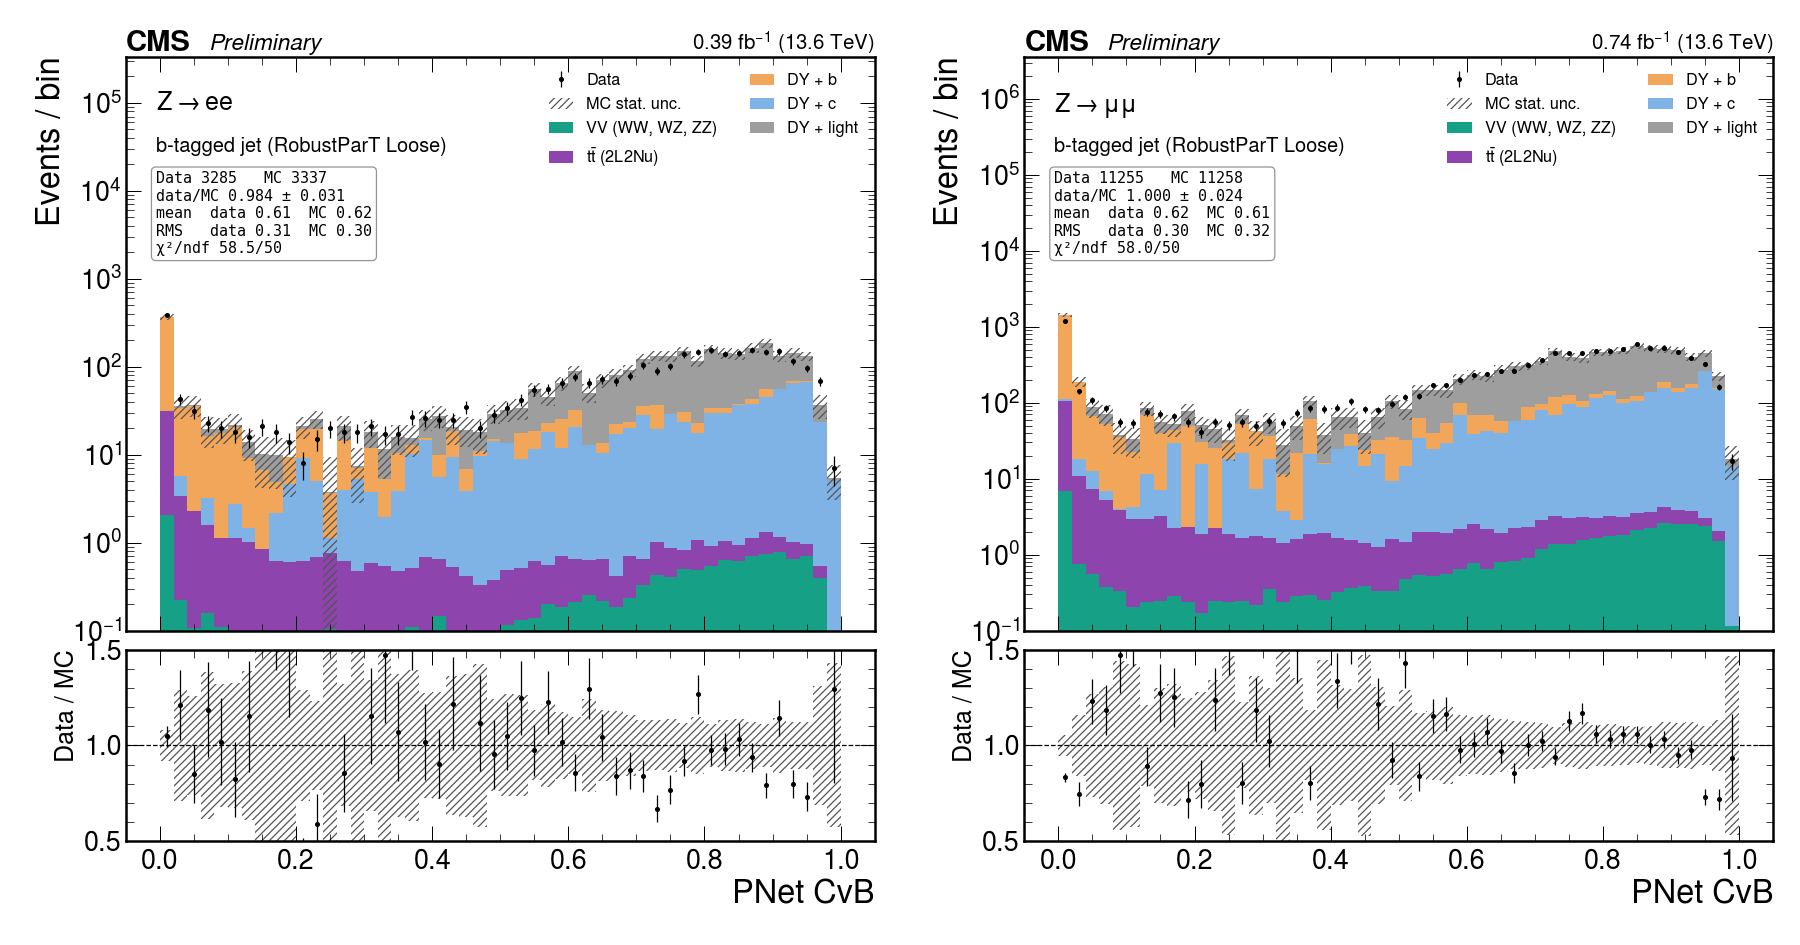 CMS Preliminary 0.39 fb⁻¹ (13.6 TeV)
Events / bin
Z → ee
b-tagged jet (RobustParT Loose)
Data 3285 MC 3337
data/MC 0.984 ± 0.031
mean data 0.61 MC 0.62
RMS data 0.31 MC 0.30
χ²/ndf 58.5/50
Data
MC stat. unc.
VV (WW, WZ, ZZ)
tt̄ (2L2Nu)
DY + b
DY + c
DY + light
10⁵
10⁴
10³
10²
10¹
10⁰
10⁻¹
Data / MC
1.5
1.0
0.5
0.0 0.2 0.4 0.6 0.8 1.0
PNet CvB
CMS Preliminary 0.74 fb⁻¹ (13.6 TeV)
Events / bin
Z → μμ
b-tagged jet (RobustParT Loose)
Data 11255 MC 11258
data/MC 1.000 ± 0.024
mean data 0.62 MC 0.61
RMS data 0.30 MC 0.32
χ²/ndf 58.0/50
Data
MC stat. unc.
VV (WW, WZ, ZZ)
tt̄ (2L2Nu)
DY + b
DY + c
DY + light
10⁶
10⁵
10⁴
10³
10²
10¹
10⁰
10⁻¹
Data / MC
1.5
1.0
0.5
0.0 0.2 0.4 0.6 0.8 1.0
PNet CvB